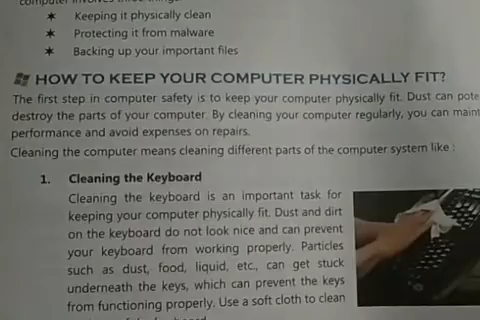 computer involves three things
✶ Keeping it physically clean
✶ Protecting it from malware
✶ Backing up your important files
HOW TO KEEP YOUR COMPUTER PHYSICALLY FIT?
The first step in computer safety is to keep your computer physically fit. Dust can pote
destroy the parts of your computer. By cleaning your computer regularly, you can maint
performance and avoid expenses on repairs.
Cleaning the computer means cleaning different parts of the computer system like :
1. Cleaning the Keyboard
Cleaning the keyboard is an important task for
keeping your computer physically fit. Dust and dirt
on the keyboard do not look nice and can prevent
your keyboard from working properly. Particles
such as dust, food, liquid, etc., can get stuck
underneath the keys, which can prevent the keys
from functioning properly. Use a soft cloth to clean